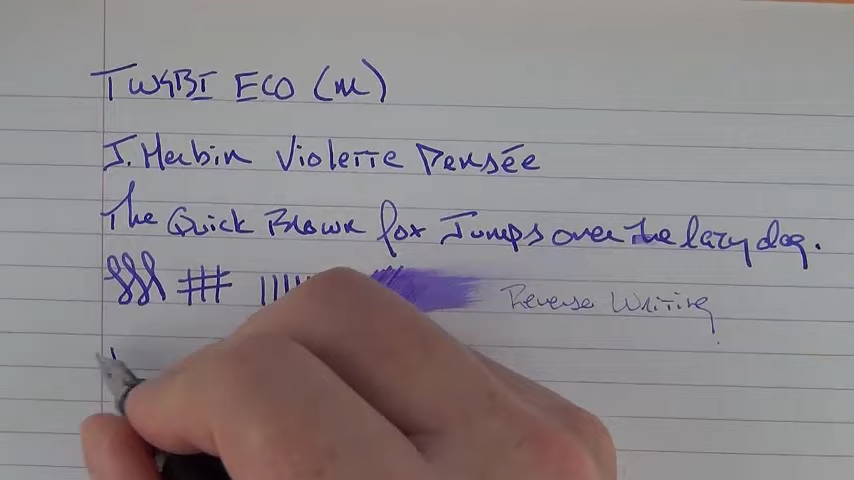 TWSBI ECO (M)
J. Herbin Violette Pensée
The Quick Brown fox Jumps over the lazy dog.
Reverse Writing